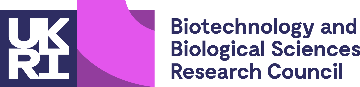 UK
RI
Biotechnology and
Biological Sciences
Research Council